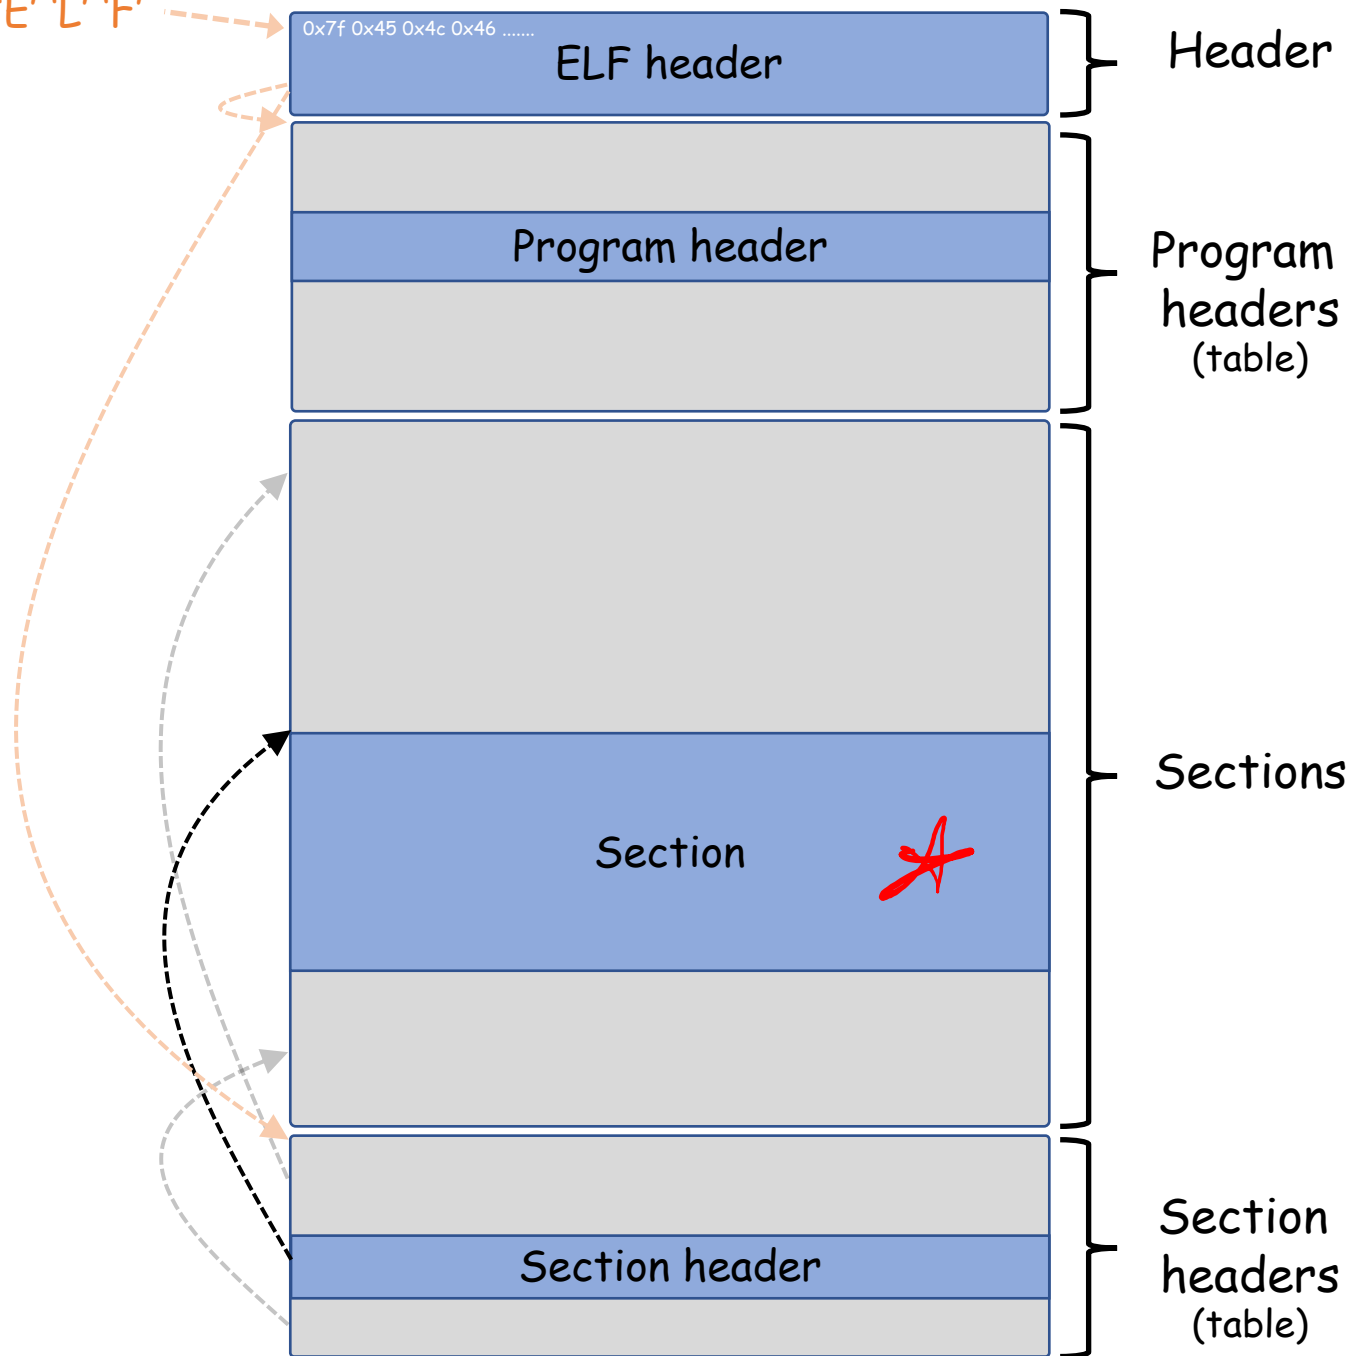 'E' 'L' 'F'
0x7f 0x45 0x4c 0x46 .......
ELF header
Header
Program header
Program
headers
(table)
Section
A
Sections
Section header
Section
headers
(table)